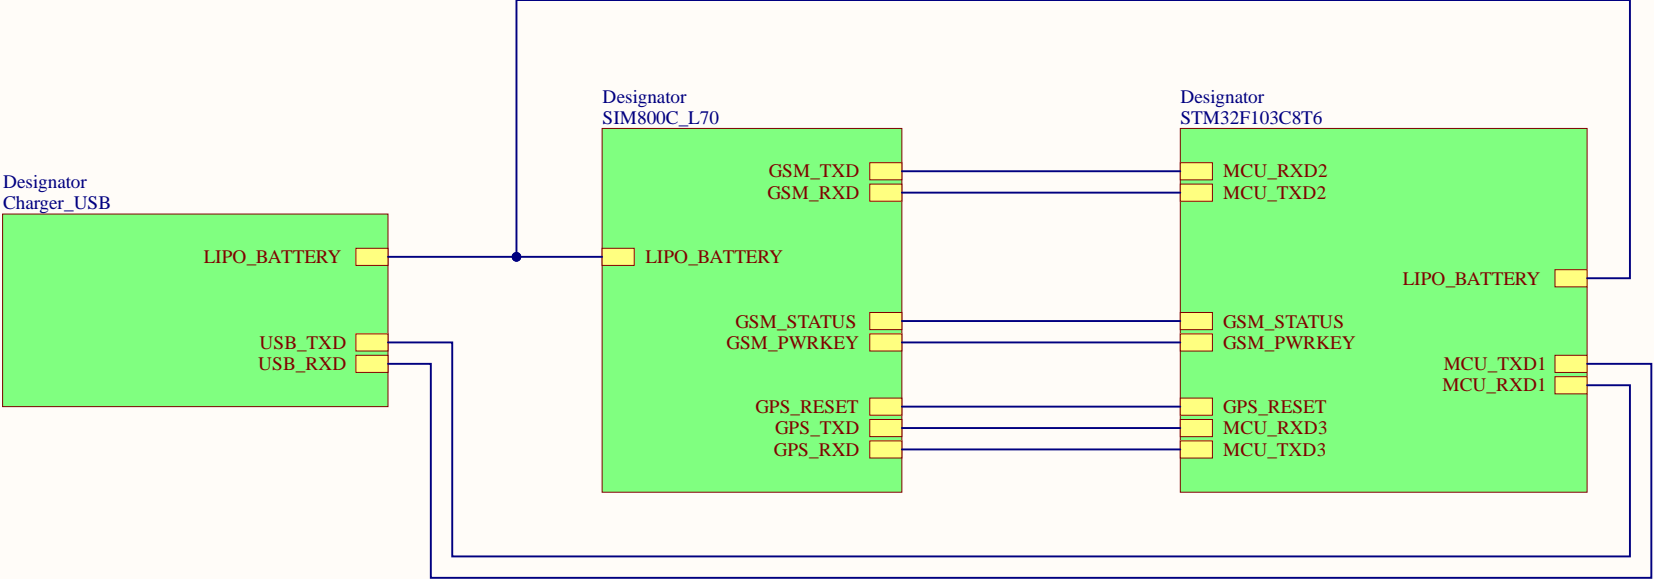 Designator
Charger_USB
LIPO_BATTERY
USB_TXD
USB_RXD
Designator
SIM800C_L70
GSM_TXD
GSM_RXD
LIPO_BATTERY
GSM_STATUS
GSM_PWRKEY
GPS_RESET
GPS_TXD
GPS_RXD
Designator
STM32F103C8T6
MCU_RXD2
MCU_TXD2
LIPO_BATTERY
GSM_STATUS
GSM_PWRKEY
MCU_TXD1
MCU_RXD1
GPS_RESET
MCU_RXD3
MCU_TXD3